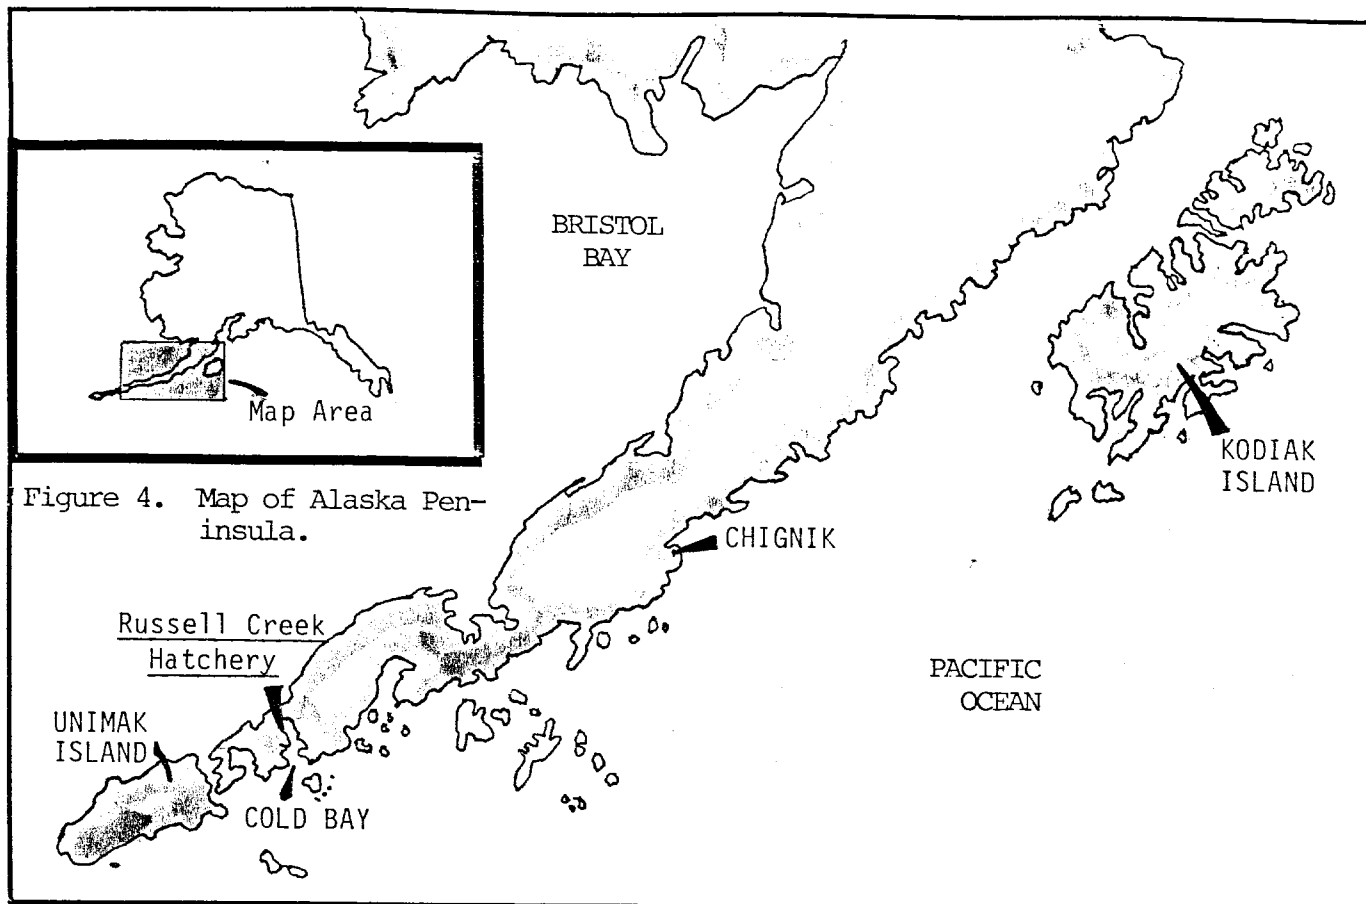 BRISTOL
BAY
Map Area
Figure 4. Map of Alaska Pen-
insula.
KODIAK
ISLAND
CHIGNIK
Russell Creek
Hatchery
PACIFIC
OCEAN
UNIMAK
ISLAND
COLD BAY